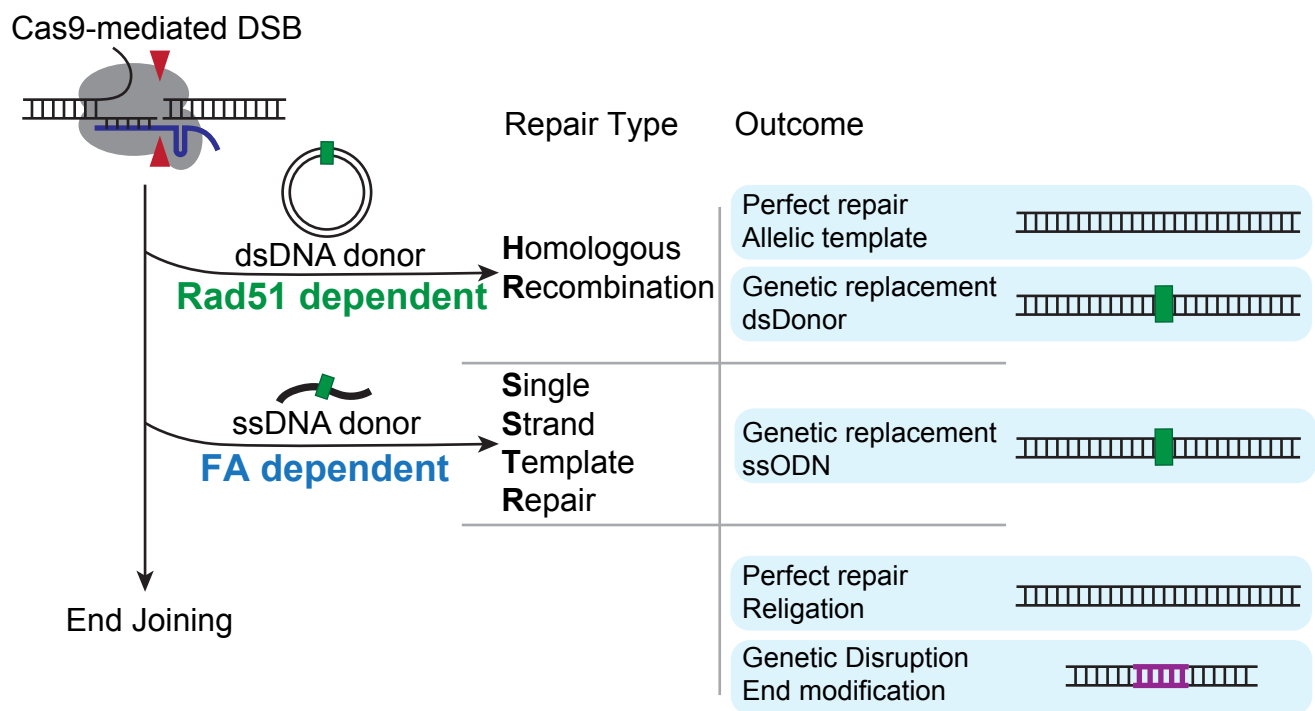 Cas9-mediated DSB
Repair Type
Outcome
dsDNA donor
Rad51 dependent
Homologous
Recombination
Perfect repair
Allelic template
Genetic replacement
dsDonor
ssDNA donor
FA dependent
Single
Strand
Template
Repair
Genetic replacement
ssODN
End Joining
Perfect repair
Religation
Genetic Disruption
End modification